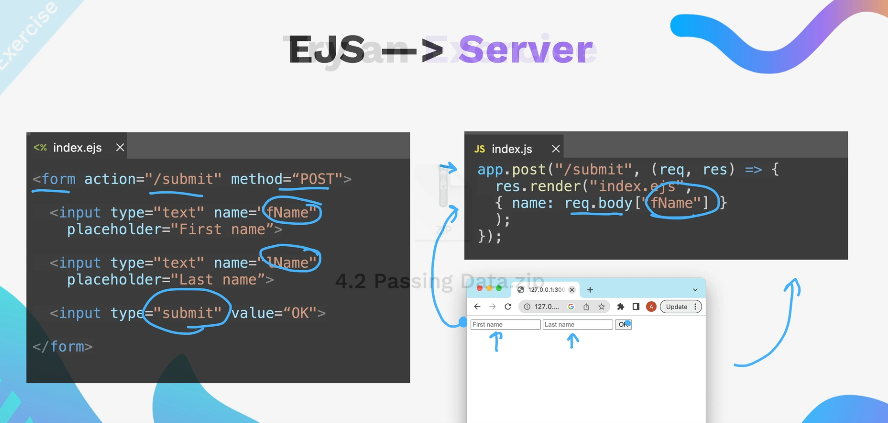 Exercise
EJS —> Server
Try an Exercise
<% index.ejs ×
<form action="/submit" method=“POST">
<input type="text" name="fName"
placeholder="First name”>
<input type="text" name="lName"
placeholder="Last name”>
<input type="submit" value=“OK">
</form>
JS index.js ×
app.post("/submit", (req, res) => {
res.render("index.ejs",
{ name: req.body["fName"] }
);
});
4.2 Passing Data.zip
127.0.0.1:300
127.0....
G
A
Update
First name
Last name
OK